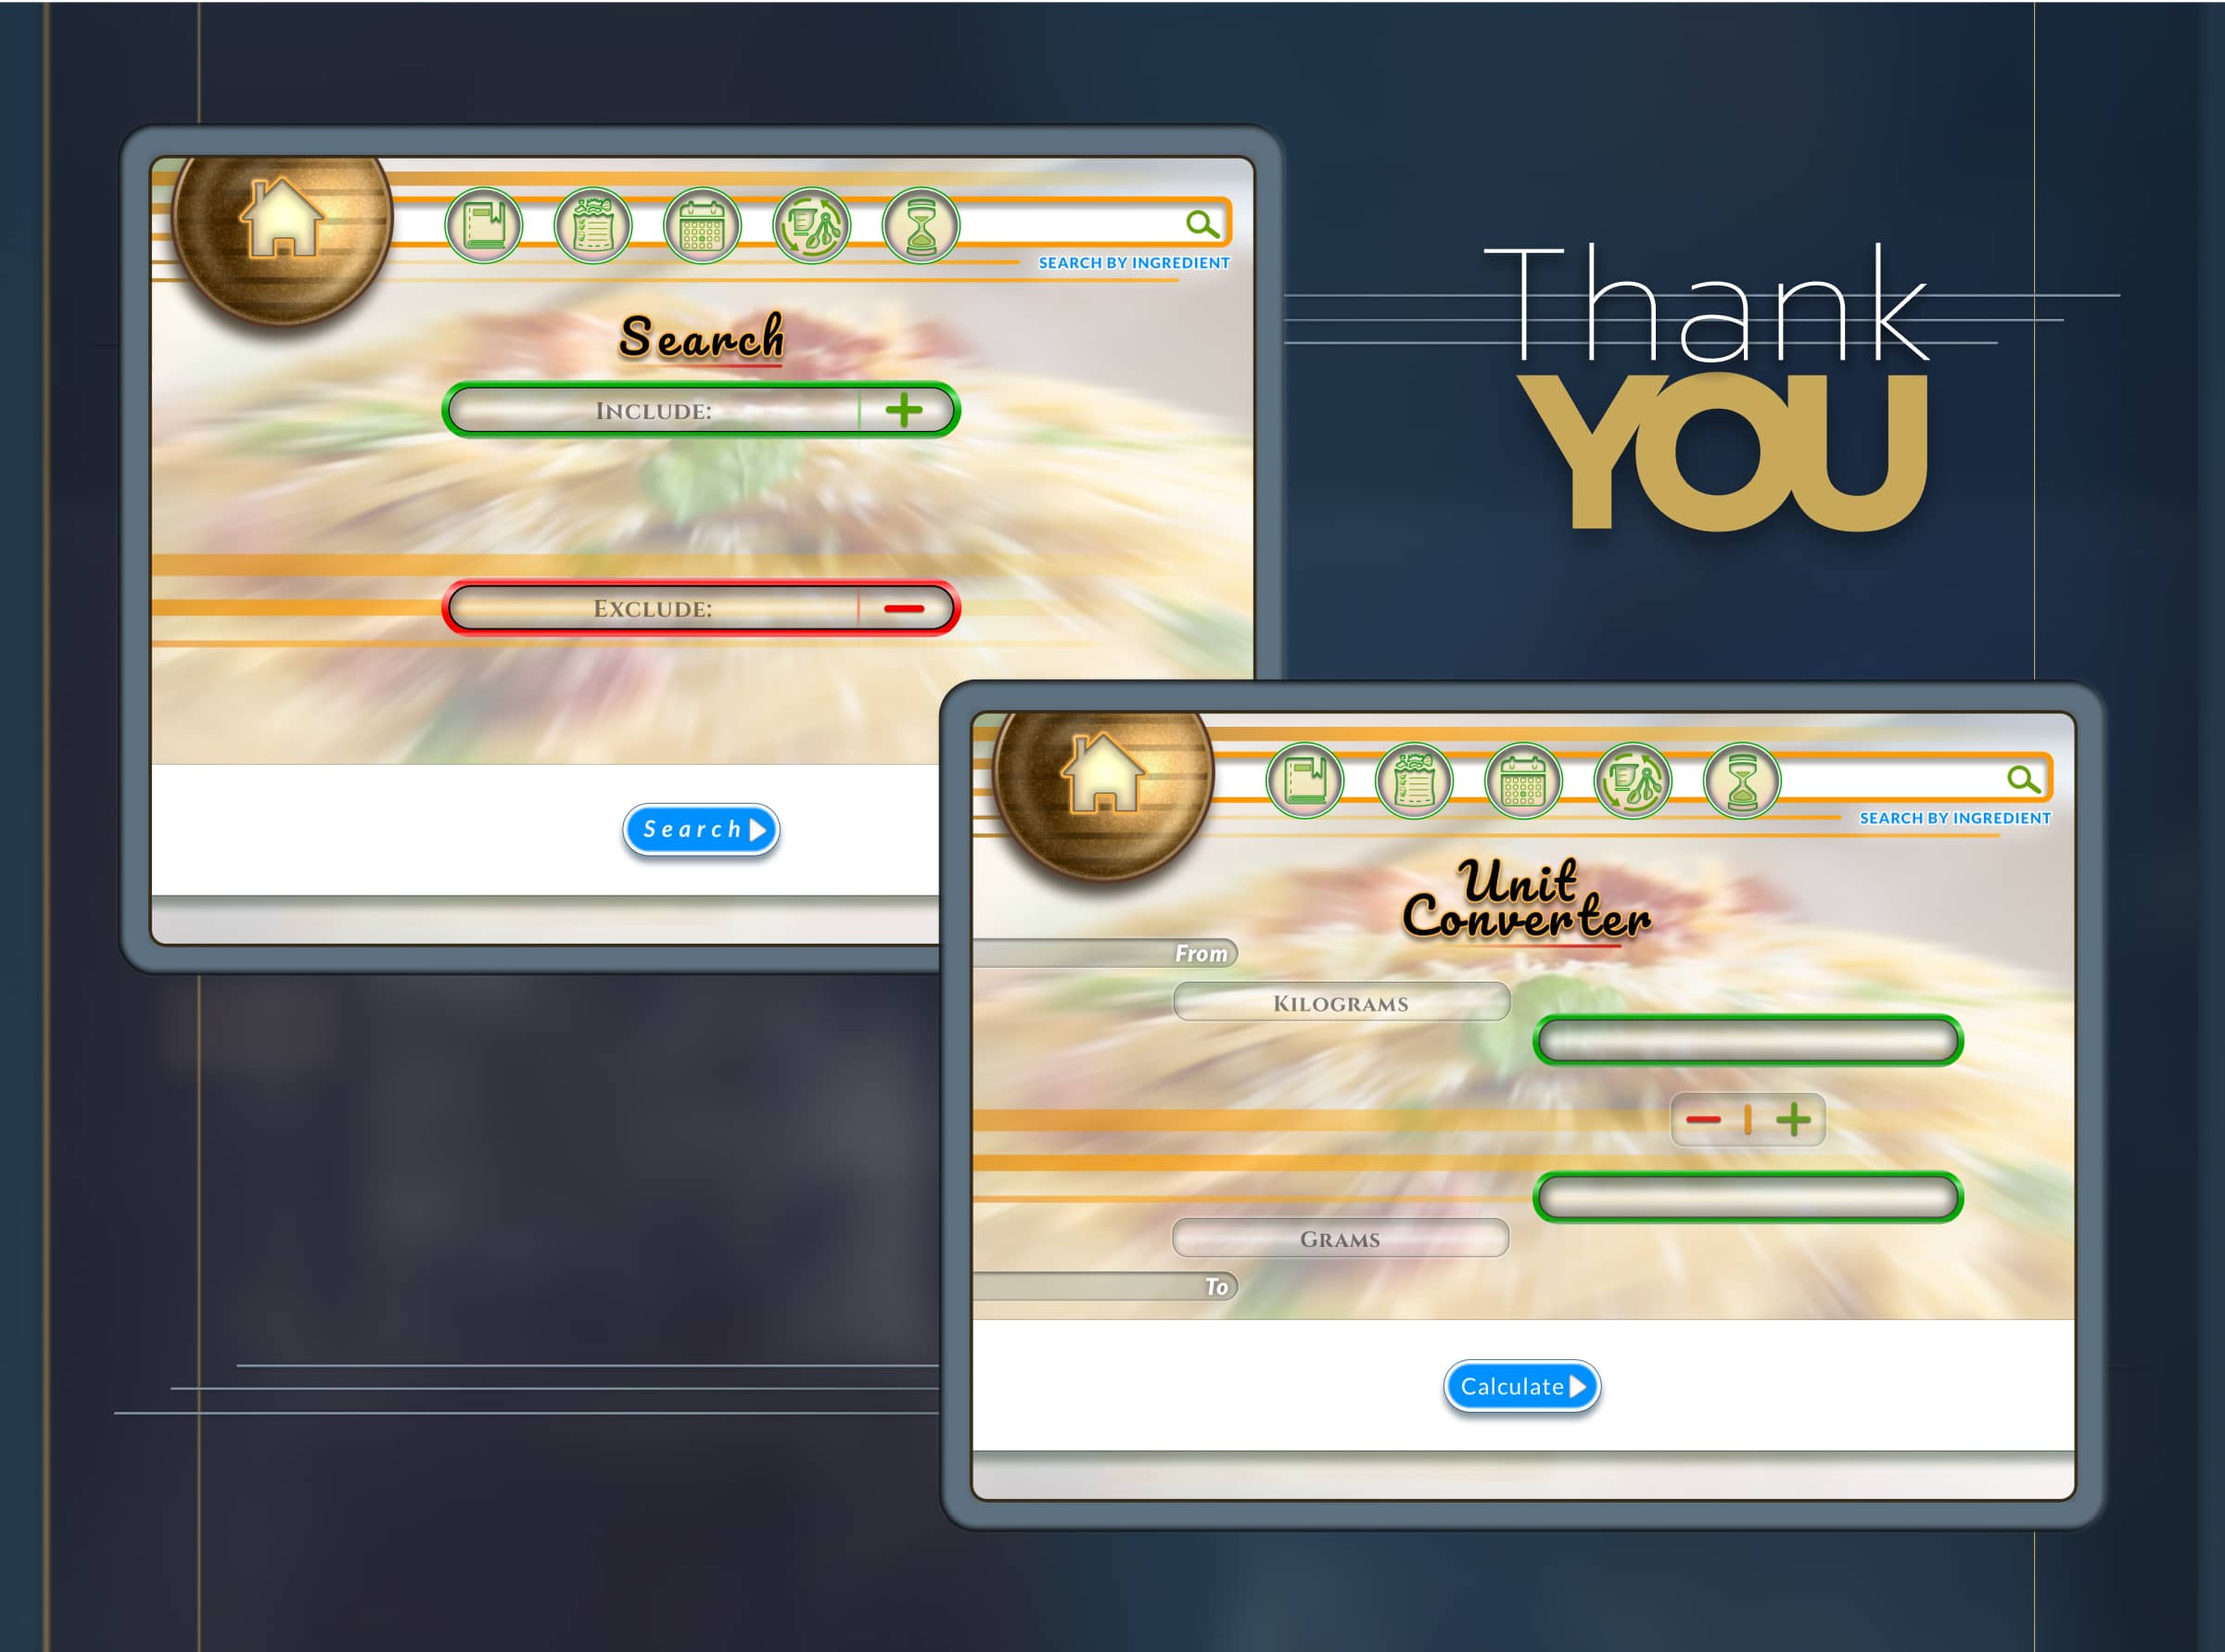 SEARCH BY INGREDIENT
Search
INCLUDE:
EXCLUDE:
Search
Thank
YOU
SEARCH BY INGREDIENT
Unit
Converter
From
KILOGRAMS
GRAMS
To
Calculate